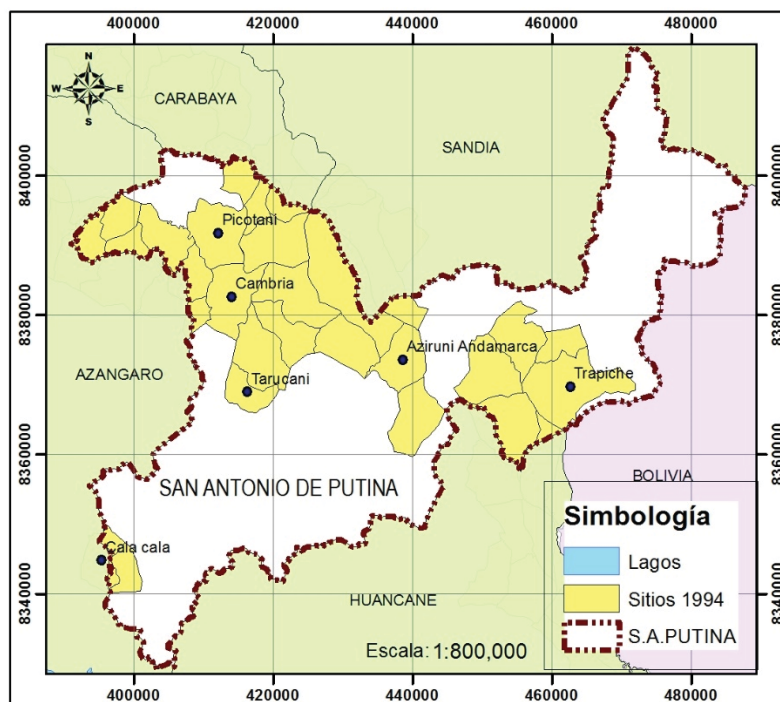 400000 420000 440000 460000 480000
N
W E
S
CARABAYA
SANDIA
8400000 8400000
Picotani
Cambria
8380000 8380000
Aziruni Andamarca
AZANGARO
Tarucani
Trapiche
8360000 8360000
SAN ANTONIO DE PUTINA
BOLIVIA
Simbología
Cala cala
Lagos
Sitios 1994
8340000 8340000
HUANCANE
S.A.PUTINA
Escala: 1:800,000
400000 420000 440000 460000 480000